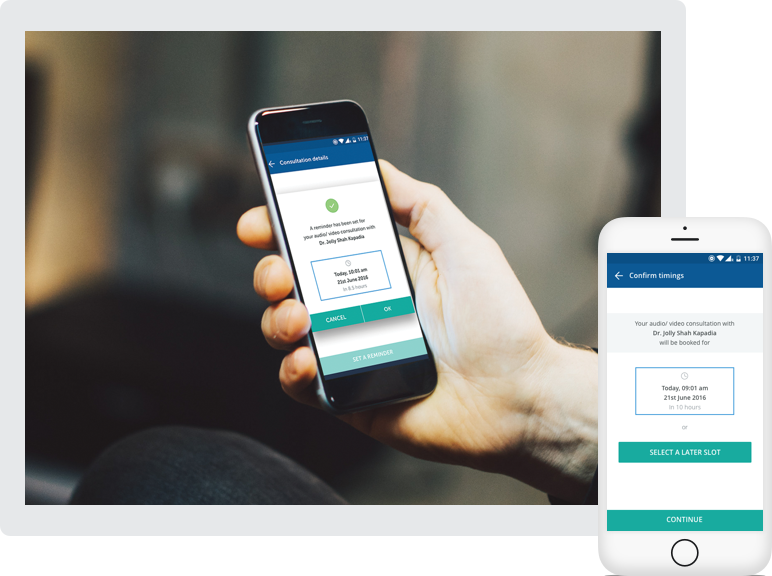 11:37
Consultation details
A reminder has been set for
your audio/ video consultation with
Dr. Jolly Shah Kapadia
Today, 10:01 am
21st June 2016
In 8.5 hours
CANCEL
OK
SET A REMINDER
11:37
Confirm timings
Your audio/ video consultation with
Dr. Jolly Shah Kapadia
will be booked for
Today, 09:01 am
21st June 2016
In 10 hours
or
SELECT A LATER SLOT
CONTINUE